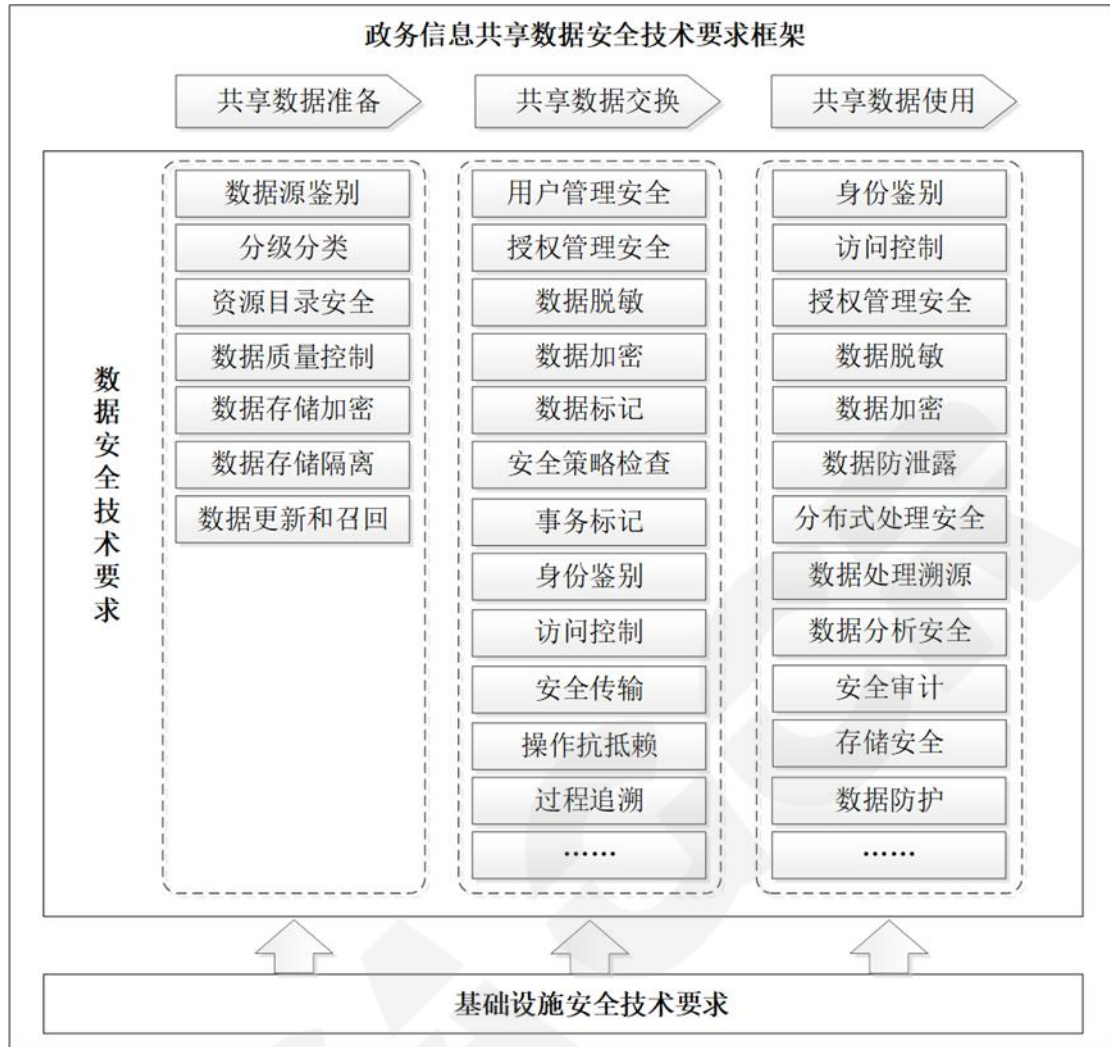 政务信息共享数据安全技术要求框架
共享数据准备
共享数据交换
共享数据使用
数据安全技术要求
数据源鉴别
分级分类
资源目录安全
数据质量控制
数据存储加密
数据存储隔离
数据更新和召回
用户管理安全
授权管理安全
数据脱敏
数据加密
数据标记
安全策略检查
事务标记
身份鉴别
访问控制
安全传输
操作抗抵赖
过程追溯
······
身份鉴别
访问控制
授权管理安全
数据脱敏
数据加密
数据防泄露
分布式处理安全
数据处理溯源
数据分析安全
安全审计
存储安全
数据防护
······
基础设施安全技术要求